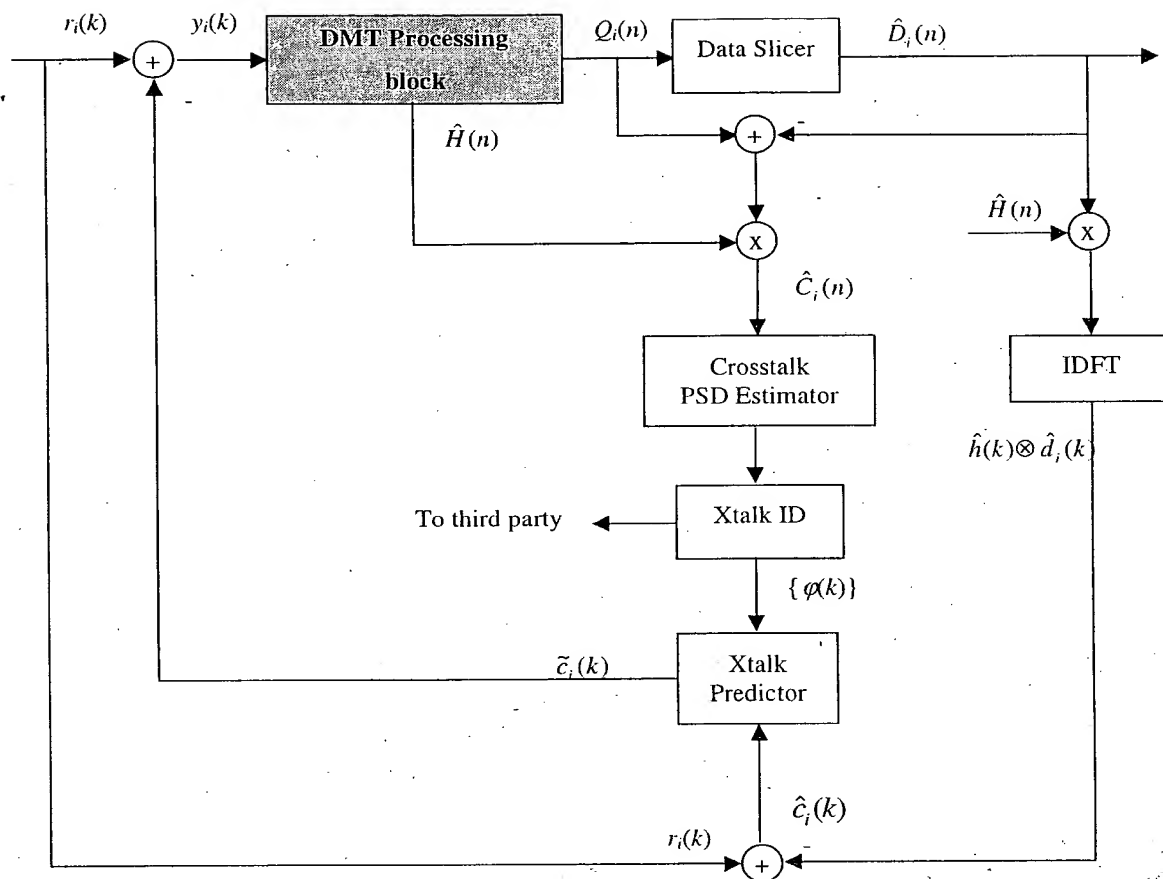 r_i(k)
y_i(k)
DMT Processing
block
Q_i(n)
Data Slicer
D̂_i(n)
+
-
Ĥ(n)
+
-
Ĥ(n)
x
x
Ĉ_i(n)
Crosstalk
PSD Estimator
IDFT
ĥ(k)⊗ d̂_i(k)
To third party
Xtalk ID
{φ(k)}
c̃_i(k)
Xtalk
Predictor
ĉ_i(k)
r_i(k)
+
-